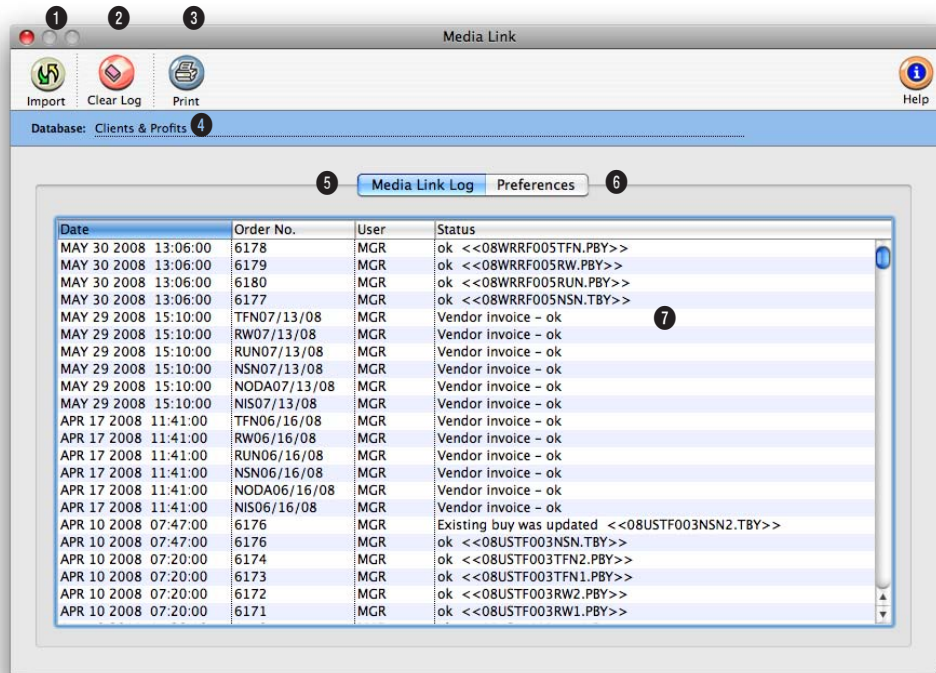 1 2 3
Media Link
Import Clear Log Print Help
Database: Clients & Profits 4
5 Media Link Log Preferences 6
Date Order No. User Status
MAY 30 2008 13:06:00 6178 MGR ok <<08WRRF005TFN.PBY>>
MAY 30 2008 13:06:00 6179 MGR ok <<08WRRF005RW.PBY>>
MAY 30 2008 13:06:00 6180 MGR ok <<08WRRF005RUN.PBY>>
MAY 30 2008 13:06:00 6177 MGR ok <<08WRRF005NSN.TBY>>
MAY 29 2008 15:10:00 TFN07/13/08 MGR Vendor invoice – ok 7
MAY 29 2008 15:10:00 RW07/13/08 MGR Vendor invoice – ok
MAY 29 2008 15:10:00 RUN07/13/08 MGR Vendor invoice – ok
MAY 29 2008 15:10:00 NSN07/13/08 MGR Vendor invoice – ok
MAY 29 2008 15:10:00 NODA07/13/08 MGR Vendor invoice – ok
MAY 29 2008 15:10:00 NIS07/13/08 MGR Vendor invoice – ok
APR 17 2008 11:41:00 TFN06/16/08 MGR Vendor invoice – ok
APR 17 2008 11:41:00 RW06/16/08 MGR Vendor invoice – ok
APR 17 2008 11:41:00 RUN06/16/08 MGR Vendor invoice – ok
APR 17 2008 11:41:00 NSN06/16/08 MGR Vendor invoice – ok
APR 17 2008 11:41:00 NODA06/16/08 MGR Vendor invoice – ok
APR 17 2008 11:41:00 NIS06/16/08 MGR Vendor invoice – ok
APR 10 2008 07:47:00 6176 MGR Existing buy was updated <<08USTF003NSN2.TBY>>
APR 10 2008 07:47:00 6176 MGR ok <<08USTF003NSN.TBY>>
APR 10 2008 07:20:00 6174 MGR ok <<08USTF003TFN2.PBY>>
APR 10 2008 07:20:00 6173 MGR ok <<08USTF003TFN1.PBY>>
APR 10 2008 07:20:00 6172 MGR ok <<08USTF003RW2.PBY>>
APR 10 2008 07:20:00 6171 MGR ok <<08USTF003RW1.PBY>>